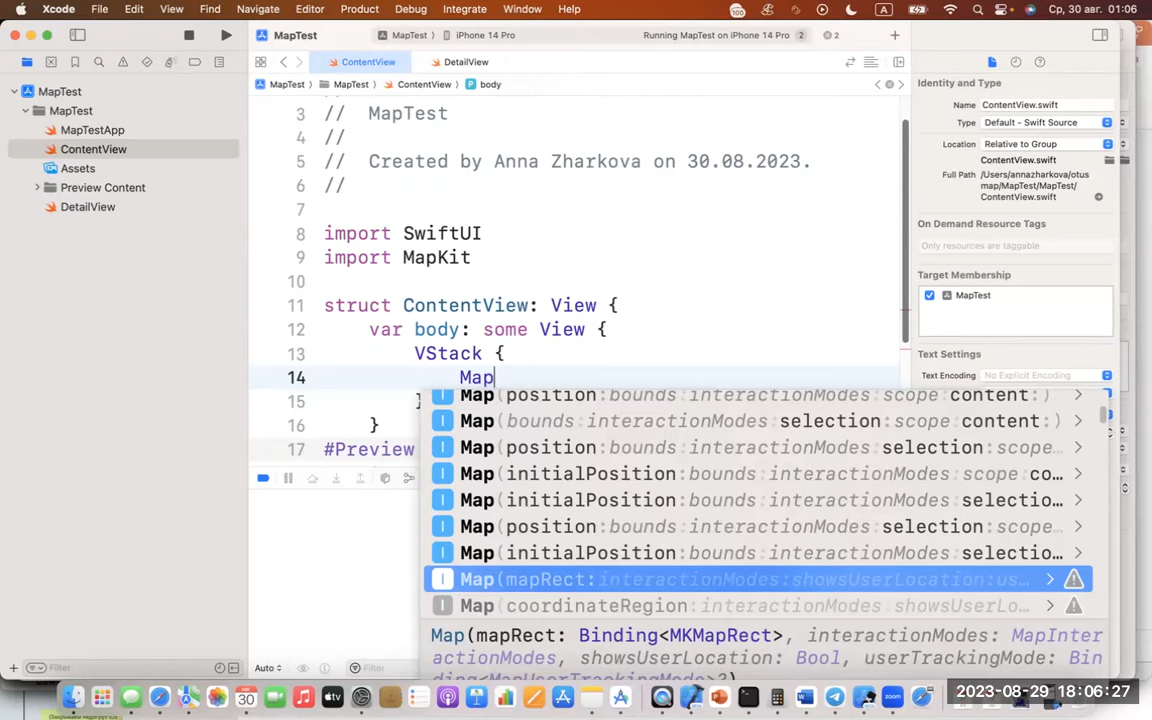 Xcode File Edit View Find Navigate Editor Product Debug Integrate Window Help 100 A Ср, 30 авг. 01:06
MapTest MapTest iPhone 14 Pro Running MapTest on iPhone 14 Pro 2 2
ContentView DetailView
MapTest MapTest ContentView body
MapTest
MapTest
MapTestApp
ContentView
Assets
Preview Content
DetailView
3 // MapTest
4 //
5 // Created by Anna Zharkova on 30.08.2023.
6 //
7
8 import SwiftUI
9 import MapKit
10
11 struct ContentView: View {
12 var body: some View {
13 VStack {
14 Map
15 }
16 }
17 #Preview
Map(position:bounds:interactionModes:scope content:)
Map(bounds:interactionModes:selection:scope:content:)
Map(position:bounds:interactionModes:selection:scope...
Map(initialPosition:bounds:interactionModes:scope co...
Map(initialPosition:bounds:interactionModes:selectio...
Map(position:bounds:interactionModes:selection:scope...
Map(initialPosition:bounds:interactionModes:selectio...
Map(mapRect:interactionModes:showsUserLocation:us...
Map(coordinateRegion:interactionModes:showsUserLo...
Map(mapRect: Binding<MKMapRect>, interactionModes: MapInter
actionModes, showsUserLocation: Bool, userTrackingMode: Bin
Identity and Type
Name ContentView.swift
Type Default - Swift Source
Location Relative to Group
ContentView.swift
Full Path /Users/annazharkova/otus
map/MapTest/MapTest/
ContentView.swift
On Demand Resource Tags
Only resources are taggable
Target Membership
MapTest
Text Settings
Text Encoding No Explicit Encoding
Filter
Auto
Filter
30
tv
zoom
2023-08-29 18:06:27